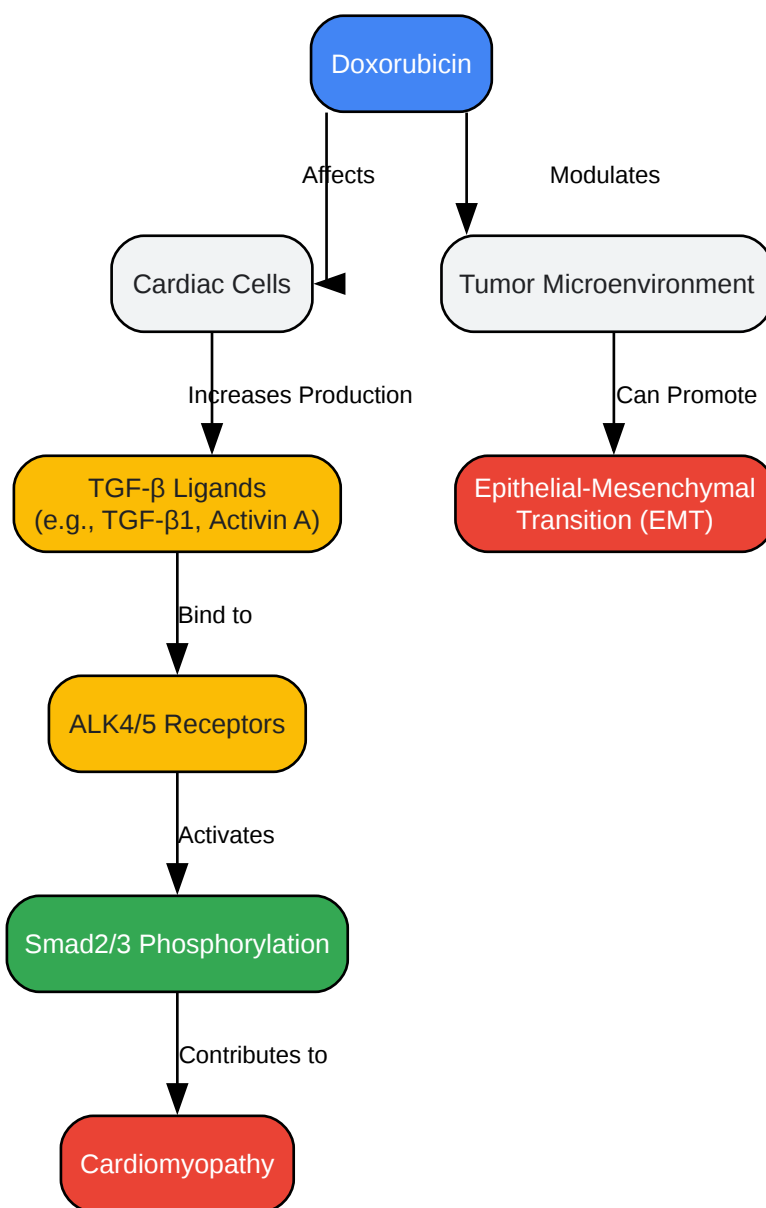 Doxorubicin
Affects
Modulates
Cardiac Cells
Tumor Microenvironment
Increases Production
Can Promote
TGF-β Ligands
(e.g., TGF-β1, Activin A)
Epithelial-Mesenchymal
Transition (EMT)
Bind to
ALK4/5 Receptors
Activates
Smad2/3 Phosphorylation
Contributes to
Cardiomyopathy